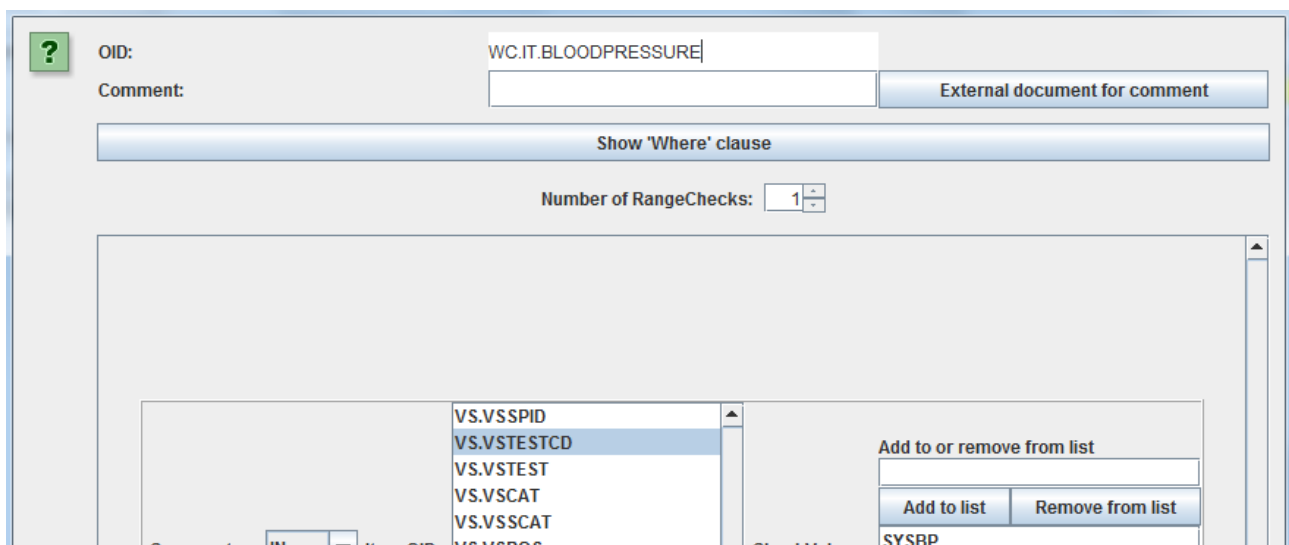 ?
OID: WC.IT.BLOODPRESSURE
Comment: External document for comment
Show 'Where' clause
Number of RangeChecks: 1
VS.VSSPID
VS.VSTESTCD
VS.VSTEST
VS.VSCAT
VS.VSSCAT
Add to or remove from list
Add to list Remove from list
SYSBP